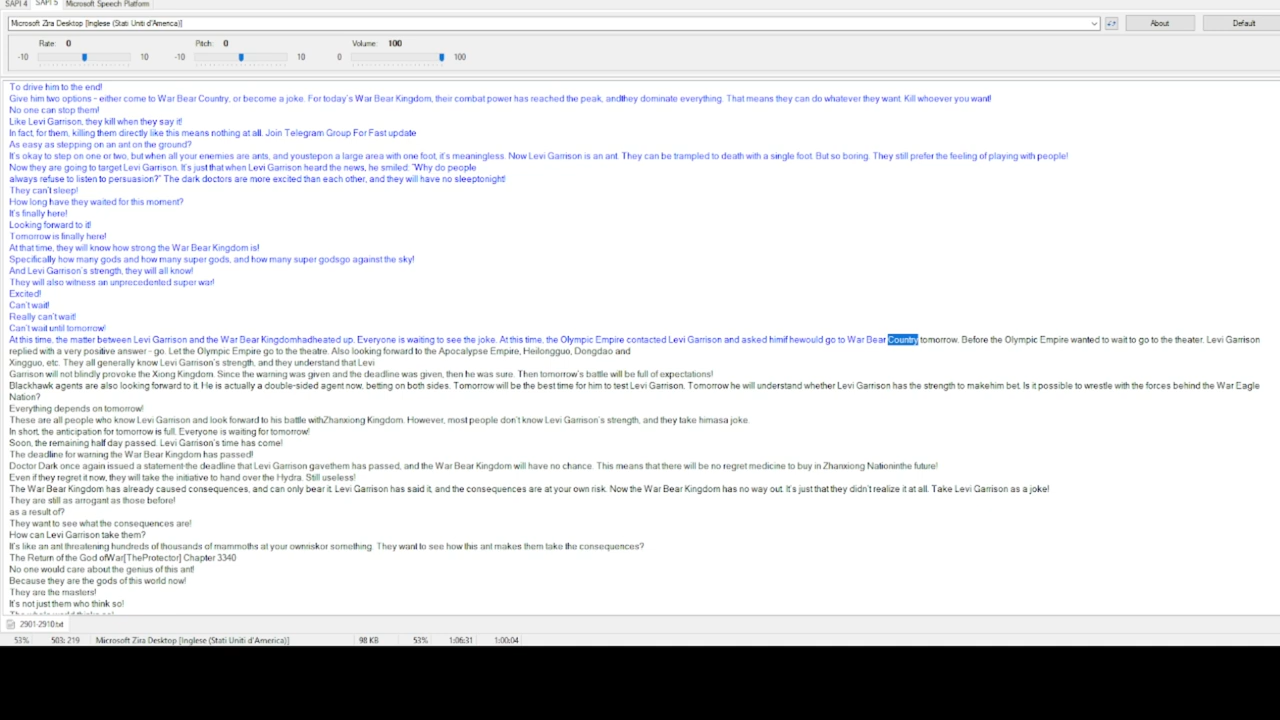 SAPI 4 SAPI 5 Microsoft Speech Platform
Microsoft Zira Desktop [Inglese (Stati Uniti d'America)] About Default
Rate: 0 Pitch: 0 Volume: 100
-10 10 -10 10 0 100
To drive him to the end!
Give him two options - either come to War Bear Country, or become a joke. For today's War Bear Kingdom, their combat power has reached the peak, andthey dominate everything. That means they can do whatever they want. Kill whoever you want!
No one can stop them!
Like Levi Garrison, they kill when they say it!
In fact, for them, killing them directly like this means nothing at all. Join Telegram Group For Fast update
As easy as stepping on an ant on the ground?
It's okay to step on one or two, but when all your enemies are ants, and youstepon a large area with one foot, it's meaningless. Now Levi Garrison is an ant. They can be trampled to death with a single foot. But so boring. They still prefer the feeling of playing with people!
Now they are going to target Levi Garrison. It's just that when Levi Garrison heard the news, he smiled: "Why do people
always refuse to listen to persuasion?" The dark doctors are more excited than each other, and they will have no sleeptonight!
They can't sleep!
How long have they waited for this moment?
It's finally here!
Looking forward to it!
Tomorrow is finally here!
At that time, they will know how strong the War Bear Kingdom is!
Specifically how many gods and how many super gods, and how many super godsgo against the sky!
And Levi Garrison's strength, they will all know!
They will also witness an unprecedented super war!
Excited!
Can't wait!
Really can't wait!
Can't wait until tomorrow!
At this time, the matter between Levi Garrison and the War Bear Kingdomhadheated up. Everyone is waiting to see the joke. At this time, the Olympic Empire contacted Levi Garrison and asked himif hewould go to War Bear Country tomorrow. Before the Olympic Empire wanted to wait to go to the theater. Levi Garrison
replied with a very positive answer - go. Let the Olympic Empire go to the theatre. Also looking forward to the Apocalypse Empire, Heilongguo, Dongdao and
Xingguo, etc. They all generally know Levi Garrison's strength, and they understand that Levi
Garrison will not blindly provoke the Xiong Kingdom. Since the warning was given and the deadline was given, then he was sure. Then tomorrow's battle will be full of expectations!
Blackhawk agents are also looking forward to it. He is actually a double-sided agent now, betting on both sides. Tomorrow will be the best time for him to test Levi Garrison. Tomorrow he will understand whether Levi Garrison has the strength to makehim bet. Is it possible to wrestle with the forces behind the War Eagle
Nation?
Everything depends on tomorrow!
These are all people who know Levi Garrison and look forward to his battle withZhanxiong Kingdom. However, most people don't know Levi Garrison's strength, and they take himasa joke.
In short, the anticipation for tomorrow is full. Everyone is waiting for tomorrow!
Soon, the remaining half day passed. Levi Garrison's time has come!
The deadline for warning the War Bear Kingdom has passed!
Doctor Dark once again issued a statement-the deadline that Levi Garrison gavethem has passed, and the War Bear Kingdom will have no chance. This means that there will be no regret medicine to buy in Zhanxiong Nationinthe future!
Even if they regret it now, they will take the initiative to hand over the Hydra. Still useless!
The War Bear Kingdom has already caused consequences, and can only bear it. Levi Garrison has said it, and the consequences are at your own risk. Now the War Bear Kingdom has no way out. It's just that they didn't realize it at all. Take Levi Garrison as a joke!
They are still as arrogant as those before!
as a result of?
They want to see what the consequences are!
How can Levi Garrison take them?
It's like an ant threatening hundreds of thousands of mammoths at your ownriskor something. They want to see how this ant makes them take the consequences?
The Return of the God ofWar[TheProtector] Chapter 3340
No one would care about the genius of this ant!
Because they are the gods of this world now!
They are the masters!
It's not just them who think so!
The whole world thinks so!
2901-2910.txt
53% 503: 219 Microsoft Zira Desktop [Inglese (Stati Uniti d'America)] 98 KB 53% 1:06:31 1:00:04